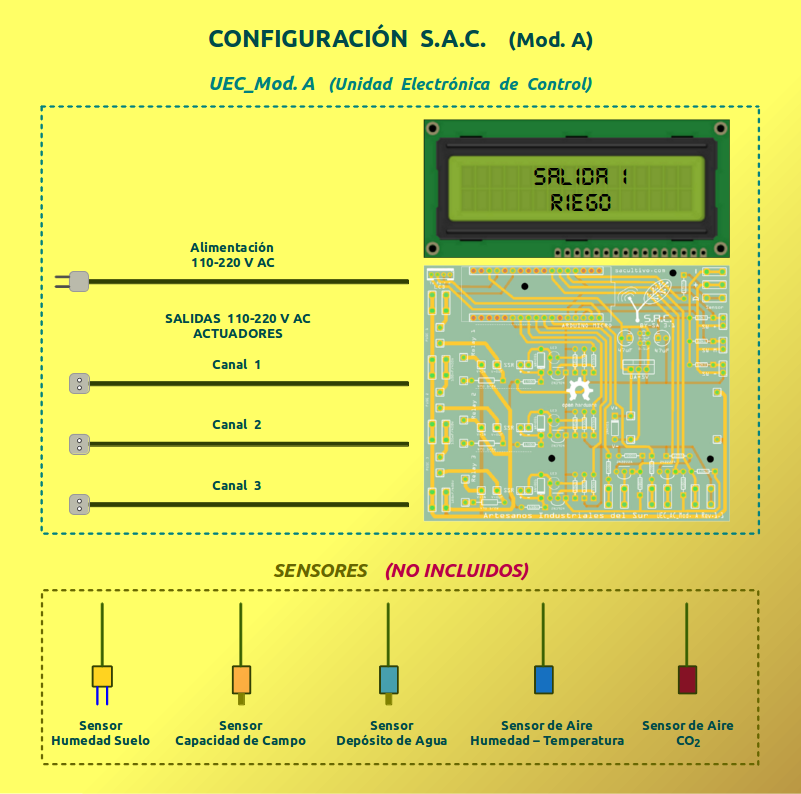 CONFIGURACIÓN S.A.C. (Mod. A)
UEC_Mod. A (Unidad Electrónica de Control)
SALIDA 1
RIEGO
Alimentación
110-220 V AC
SALIDAS 110-220 V AC
ACTUADORES
Canal 1
Canal 2
Canal 3
S.A.C.
Artesanos Industriales del Sur
SENSORES (NO INCLUIDOS)
Sensor
Humedad Suelo
Sensor
Capacidad de Campo
Sensor
Depósito de Agua
Sensor de Aire
Humedad – Temperatura
Sensor de Aire
CO2